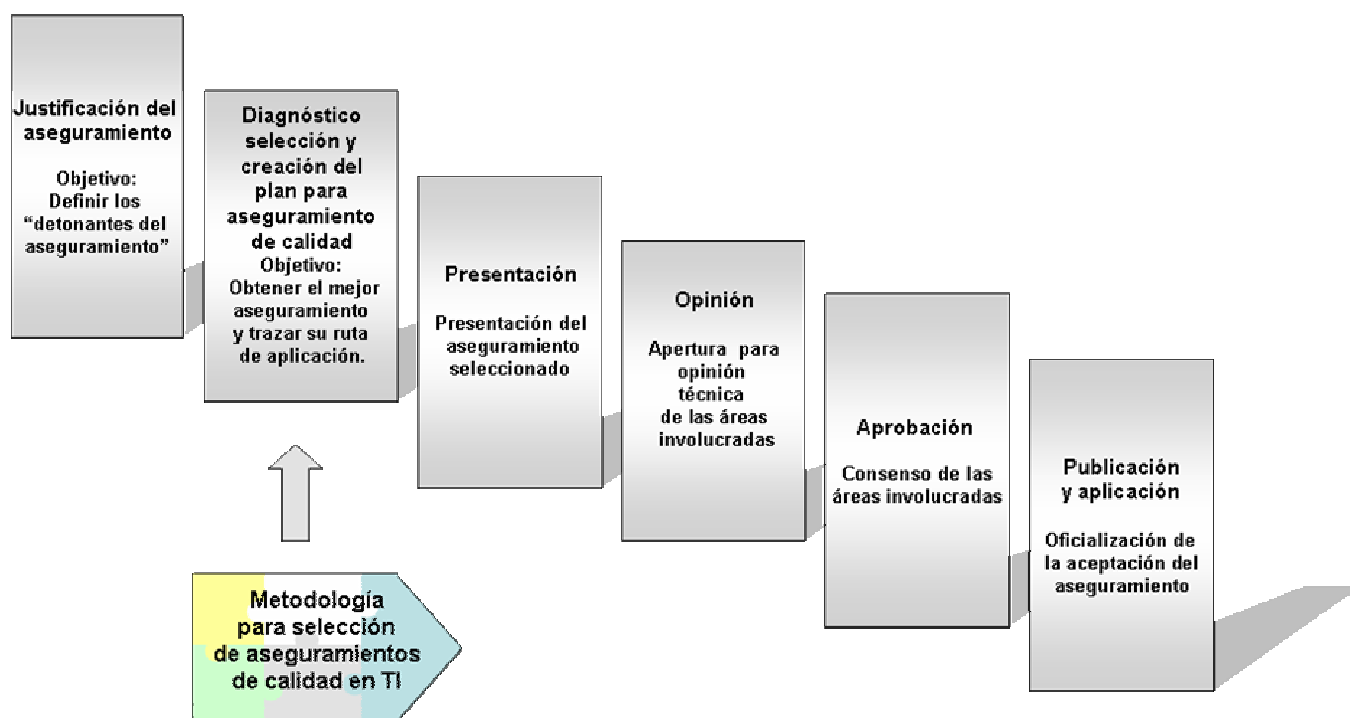 Justificación del
aseguramiento
Objetivo:
Definir los
“detonantes del
aseguramiento”
Diagnóstico
selección y
creación del
plan para
aseguramiento
de calidad
Objetivo:
Obtener el mejor
aseguramiento
y trazar su ruta
de aplicación.
Presentación
Presentación del
aseguramiento
seleccionado
Opinión
Apertura para
opinión
técnica
de las áreas
involucradas
Aprobación
Consenso de las
áreas involucradas
Publicación
y aplicación
Oficialización de
la aceptación del
aseguramiento
Metodología
para selección
de aseguramientos
de calidad en TI